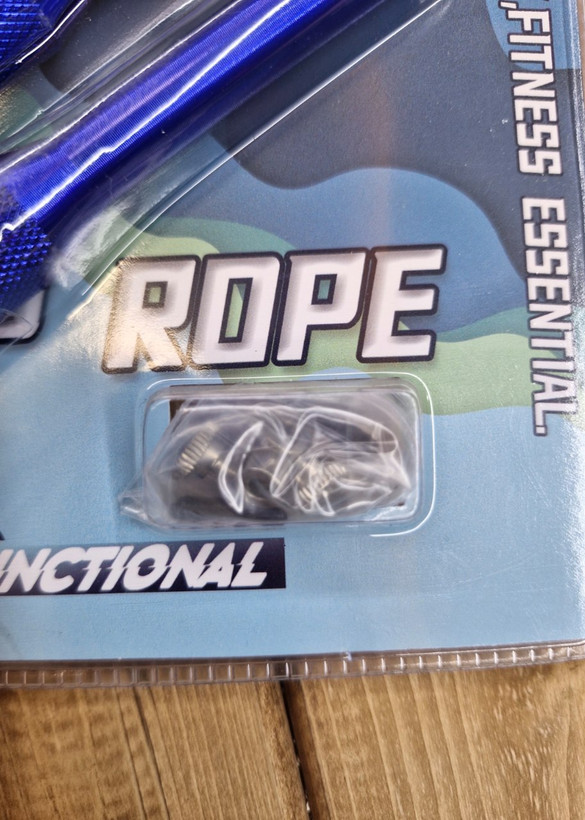 ,FITNESS ESSENTIAL.
ROPE
NCTIONAL